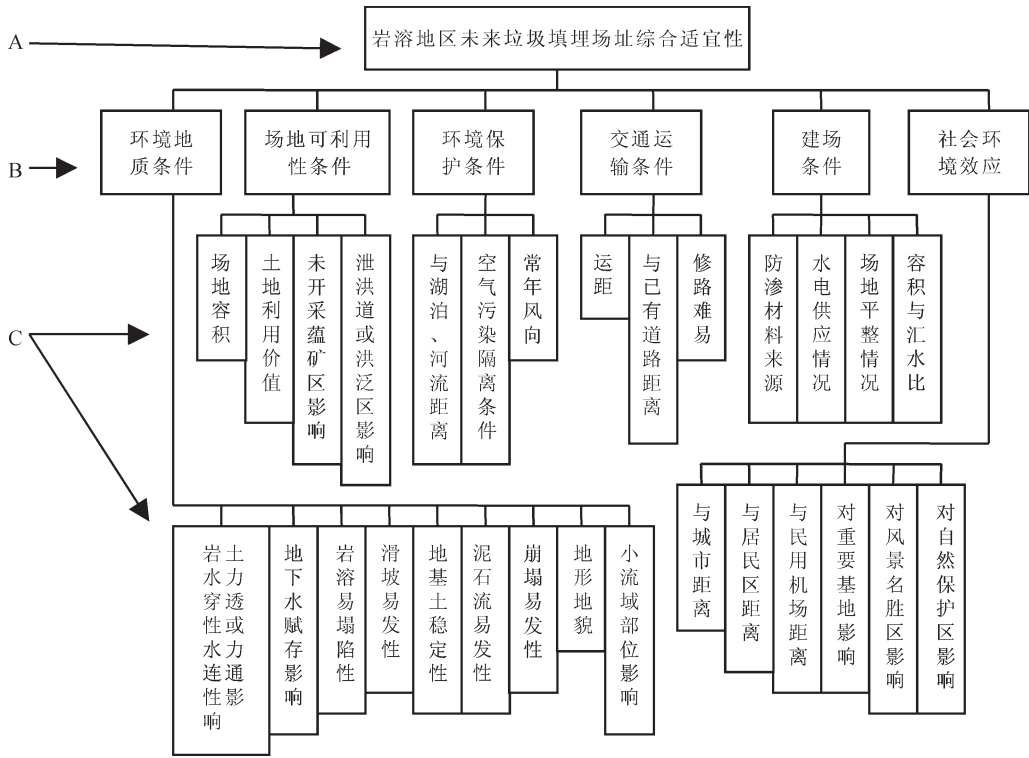 A
岩溶地区未来垃圾填埋场址综合适宜性
B
环境地
质条件
场地可利用
性条件
环境保
护条件
交通运
输条件
建场
条件
社会环
境效应
C
场地容积
土地利用价值
未开采蕴矿区影响
泄洪道或洪泛区影响
与湖泊、河流距离
空气污染隔离条件
常年风向
运距
与已有道路距离
修路难易
防渗材料来源
水电供应情况
场地平整情况
容积与汇水比
岩土
水力
穿透
性或
水力
连通
性影
响
地下水赋存影响
岩溶易塌陷性
滑坡易发性
地基土稳定性
泥石流易发性
崩塌易发性
地形地貌
小流域部位影响
与城市距离
与居民区距离
与民用机场距离
对重要基地影响
对风景名胜区影响
对自然保护区影响